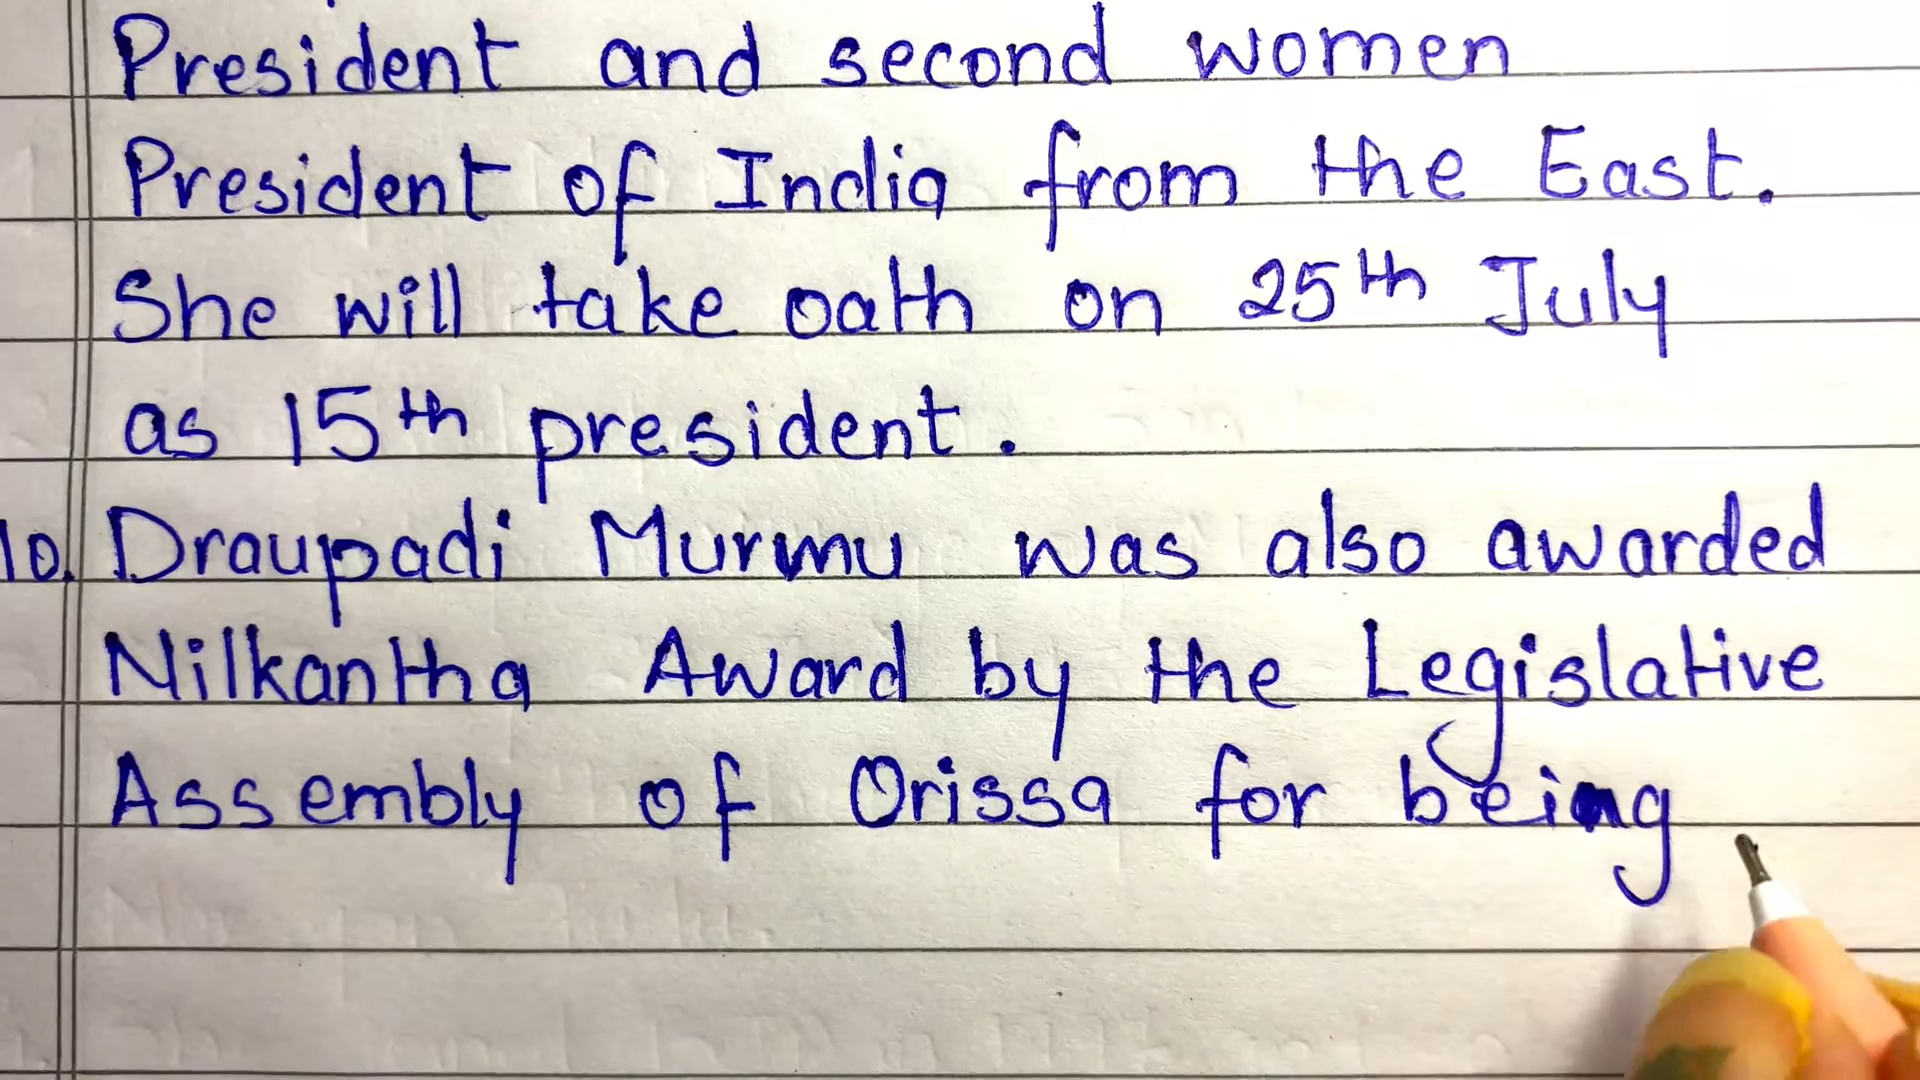 President and second women
President of India from the East.
She will take oath on 25th July
as 15th president.
10. Draupadi Murmu was also awarded
Nilkantha Award by the Legislative
Assembly of Orissa for being